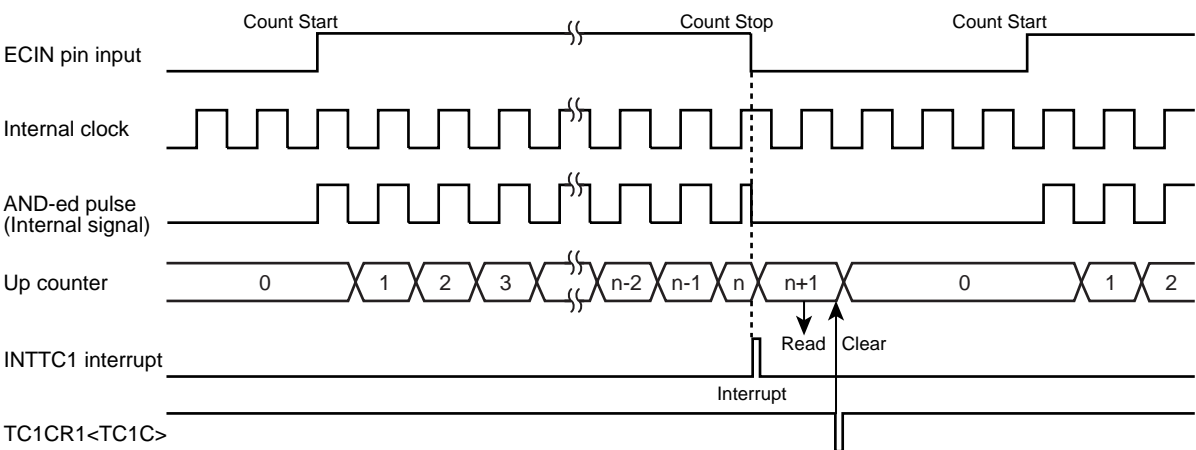 Count Start Count Stop Count Start
ECIN pin input
Internal clock
AND-ed pulse
(Internal signal)
Up counter 0 1 2 3 n-2 n-1 n n+1 0 1 2
Read Clear
INTTC1 interrupt
Interrupt
TC1CR1<TC1C>